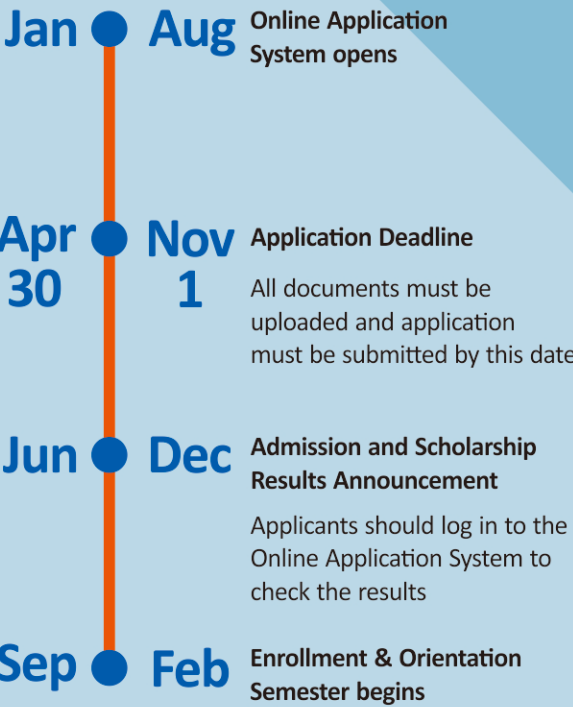 Jan Aug Online Application
System opens
Apr Nov Application Deadline
30 1 All documents must be
uploaded and application
must be submitted by this date
Jun Dec Admission and Scholarship
Results Announcement
Applicants should log in to the
Online Application System to
check the results
Sep Feb Enrollment & Orientation
Semester begins